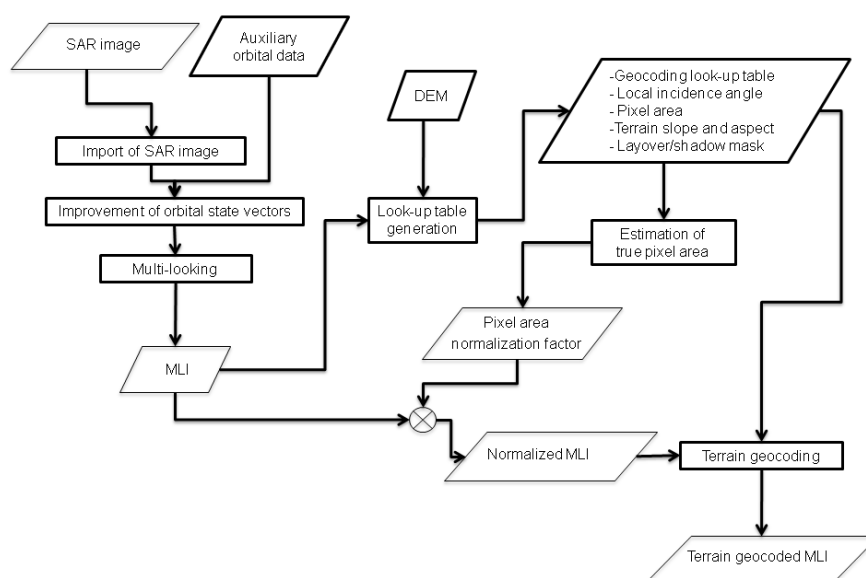 SAR image
Auxiliary
orbital data
DEM
-Geocoding look-up table
-Local incidence angle
-Pixel area
-Terrain slope and aspect
-Layover/shadow mask
Import of SAR image
Improvement of orbital state vectors
Look-up table
generation
Estimation of
true pixel area
Multi-looking
Pixel area
normalization factor
MLI
Normalized MLI
Terrain geocoding
Terrain geocoded MLI